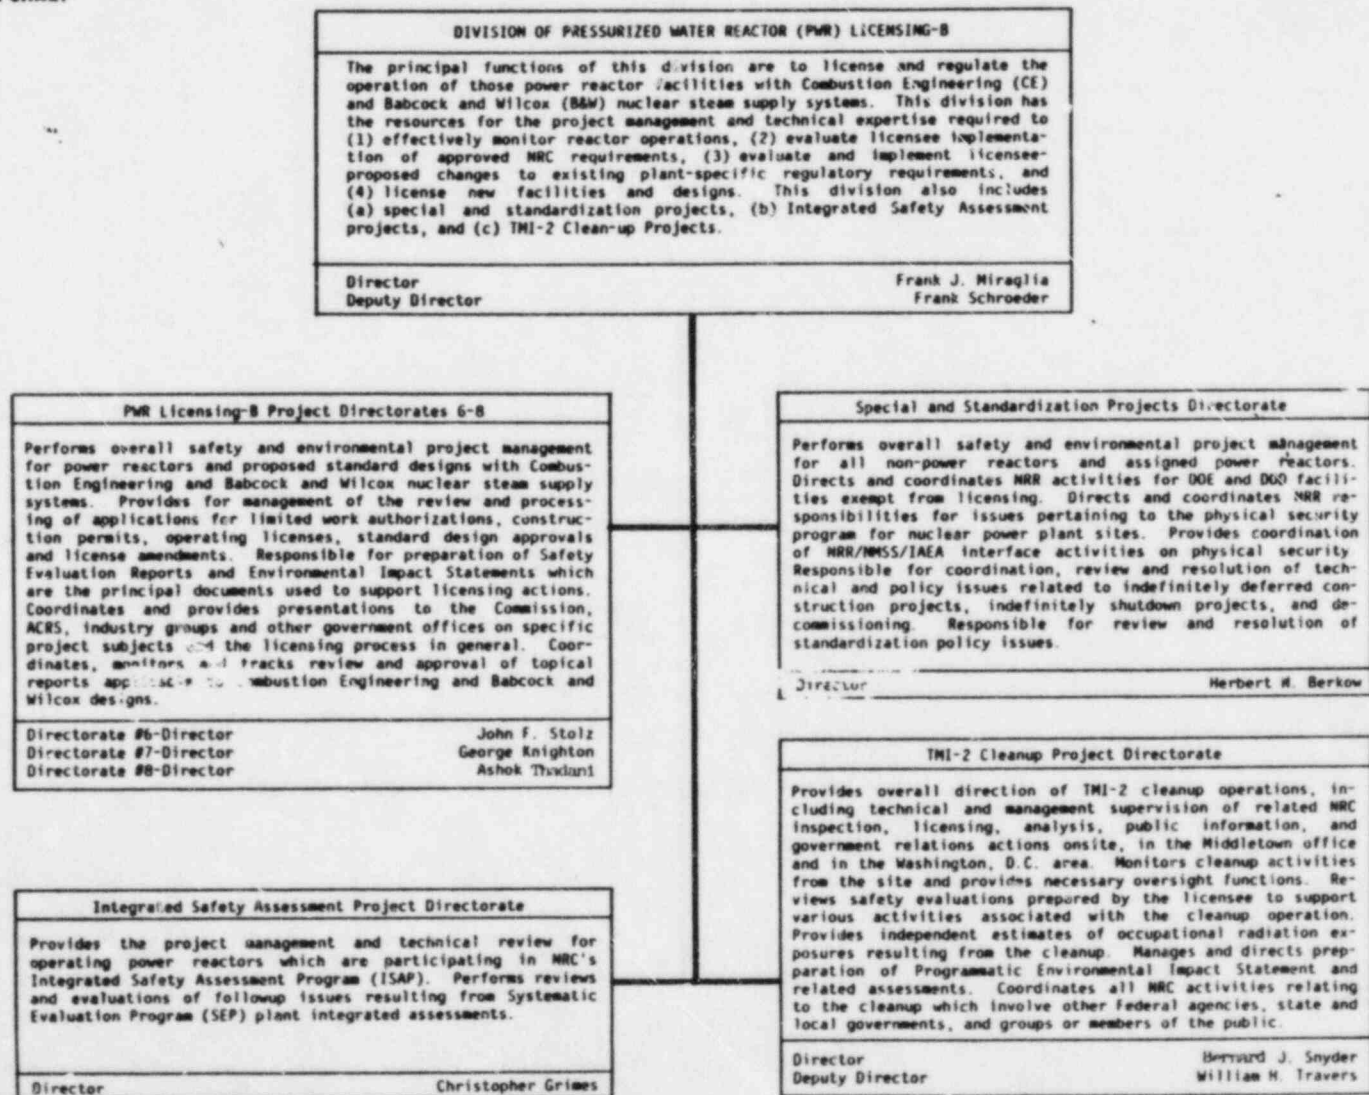 DIVISION OF PRESSURIZED WATER REACTOR (PWR) LICENSING-B
The principal functions of this division are to license and regulate the
operation of those power reactor facilities with Combustion Engineering (CE)
and Babcock and Wilcox (B&W) nuclear steam supply systems. This division has
the resources for the project management and technical expertise required to
(1) effectively monitor reactor operations, (2) evaluate licensee implementa-
tion of approved NRC requirements, (3) evaluate and implement licensee-
proposed changes to existing plant-specific regulatory requirements, and
(4) license new facilities and designs. This division also includes
(a) special and standardization projects, (b) Integrated Safety Assessment
projects, and (c) TMI-2 Clean-up Projects.
Director Frank J. Miraglia
Deputy Director Frank Schroeder
PWR Licensing-B Project Directorates 6-8
Performs overall safety and environmental project management
for power reactors and proposed standard designs with Combus-
tion Engineering and Babcock and Wilcox nuclear steam supply
systems. Provides for management of the review and process-
ing of applications for limited work authorizations, construc-
tion permits, operating licenses, standard design approvals
and license amendments. Responsible for preparation of Safety
Evaluation Reports and Environmental Impact Statements which
are the principal documents used to support licensing actions.
Coordinates and provides presentations to the Commission,
ACRS, industry groups and other government offices on specific
project subjects and the licensing process in general. Coor-
dinates, monitors and tracks review and approval of topical
reports Combustion Engineering and Babcock and
Wilcox designs.
Directorate #6-Director John F. Stolz
Directorate #7-Director George Knighton
Directorate #8-Director Ashok Thadani
Special and Standardization Projects Directorate
Performs overall safety and environmental project management
for all non-power reactors and assigned power reactors.
Directs and coordinates NRR activities for DOE and DOD facili-
ties exempt from licensing. Directs and coordinates NRR re-
sponsibilities for issues pertaining to the physical security
program for nuclear power plant sites. Provides coordination
of NRR/NMSS/IAEA interface activities on physical security
Responsible for coordination, review and resolution of tech-
nical and policy issues related to indefinitely deferred con-
struction projects, indefinitely shutdown projects, and de-
commissioning. Responsible for review and resolution of
standardization policy issues.
Director Herbert N. Berkow
TMI-2 Cleanup Project Directorate
Provides overall direction of TMI-2 cleanup operations, in-
cluding technical and management supervision of related NRC
inspection, licensing, analysis, public information, and
government relations actions onsite, in the Middletown office
and in the Washington, D.C. area. Monitors cleanup activities
from the site and provides necessary oversight functions. Re-
views safety evaluations prepared by the licensee to support
various activities associated with the cleanup operation.
Provides independent estimates of occupational radiation ex-
posures resulting from the cleanup. Manages and directs prep-
aration of Programmatic Environmental Impact Statement and
related assessments. Coordinates all NRC activities relating
to the cleanup which involve other Federal agencies, state and
local governments, and groups or members of the public.
Director Bernard J. Snyder
Deputy Director William H. Travers
Integrated Safety Assessment Project Directorate
Provides the project management and technical review for
operating power reactors which are participating in NRC's
Integrated Safety Assessment Program (ISAP). Performs reviews
and evaluations of followup issues resulting from Systematic
Evaluation Program (SEP) plant integrated assessments.
Director Christopher Grimes